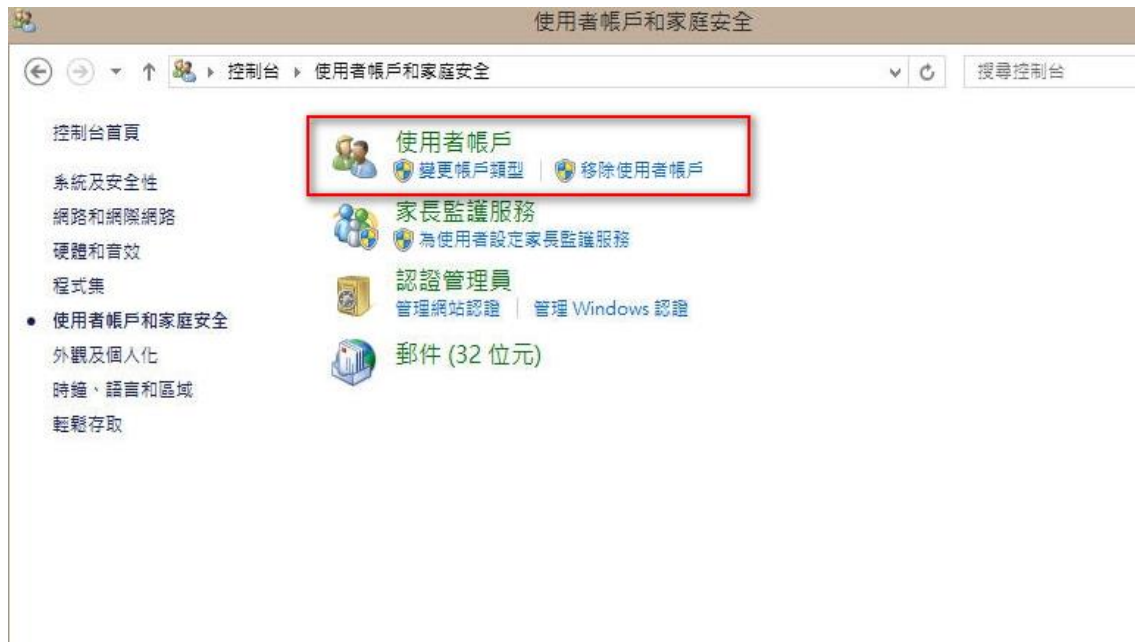 使用者帳戶和家庭安全
控制台 使用者帳戶和家庭安全
搜尋控制台
控制台首頁
系統及安全性
網路和網際網路
硬體和音效
程式集
使用者帳戶和家庭安全
外觀及個人化
時鐘、語言和區域
輕鬆存取
使用者帳戶
變更帳戶類型 移除使用者帳戶
家長監護服務
為使用者設定家長監護服務
認證管理員
管理網站認證 管理 Windows 認證
郵件 (32 位元)